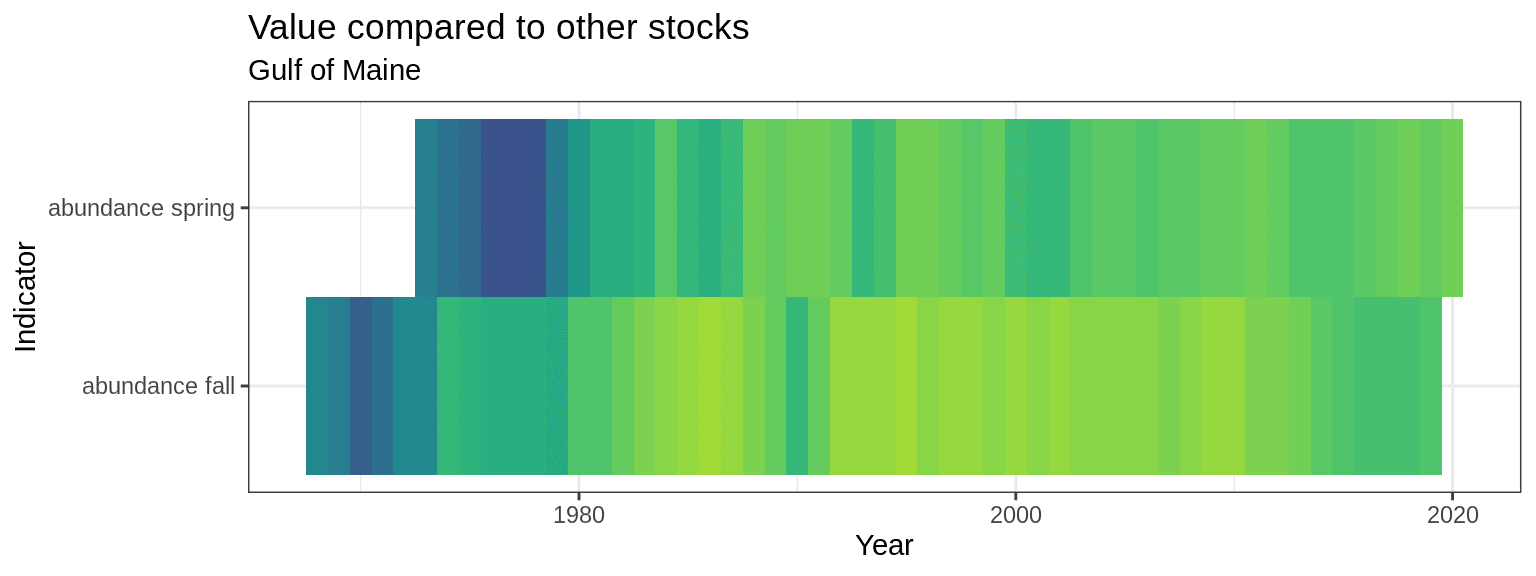 Value compared to other stocks
Gulf of Maine
Indicator
abundance spring
abundance fall
1980
2000
2020
Year